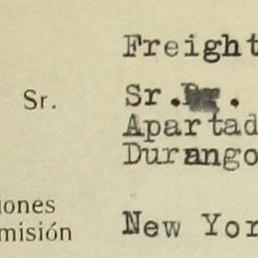 Freight
Sr. Sr. .
Apartad
Durango
iones
misión New Yor